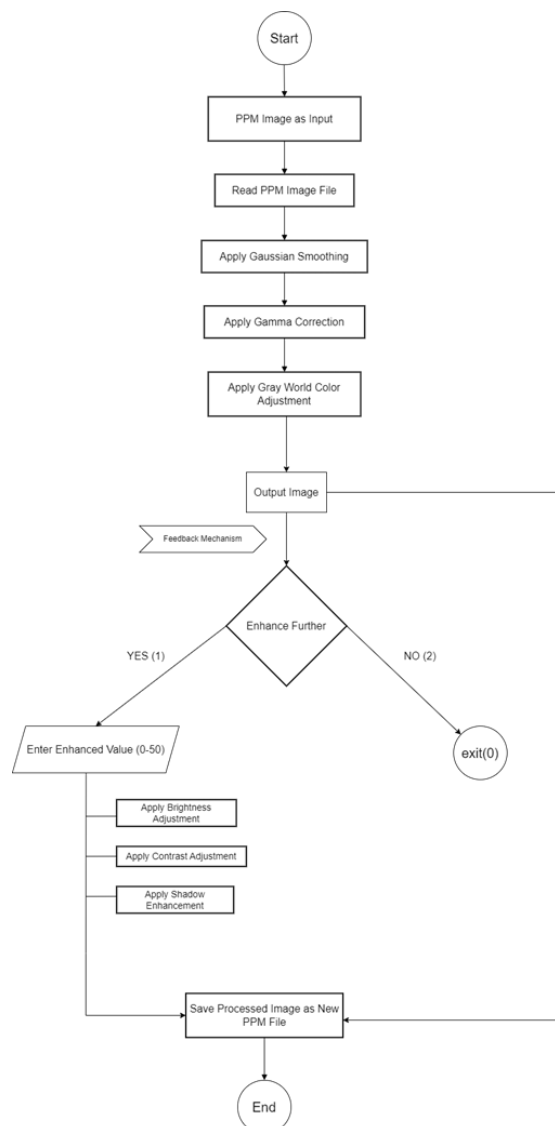 Start
PPM Image as Input
Read PPM Image File
Apply Gaussian Smoothing
Apply Gamma Correction
Apply Gray World Color
Adjustment
Output Image
Feedback Mechanism
Enhance Further
YES (1)
NO (2)
Enter Enhanced Value (0-50)
exit(0)
Apply Brightness
Adjustment
Apply Contrast Adjustment
Apply Shadow
Enhancement
Save Processed Image as New
PPM File
End